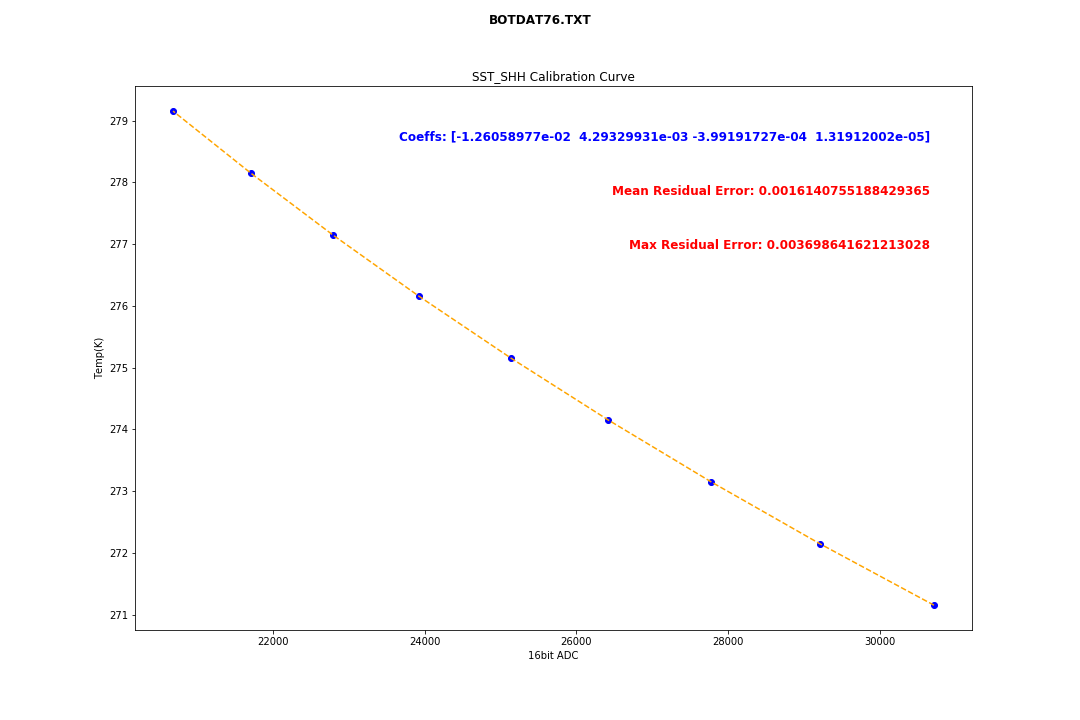 BOTDAT76.TXT
SST_SHH Calibration Curve
Coeffs: [-1.26058977e-02  4.29329931e-03 -3.99191727e-04  1.31912002e-05]
Mean Residual Error: 0.0016140755188429365
Max Residual Error: 0.003698641621213028
Temp(K)
279
278
277
276
275
274
273
272
271
22000 24000 26000 28000 30000
16bit ADC